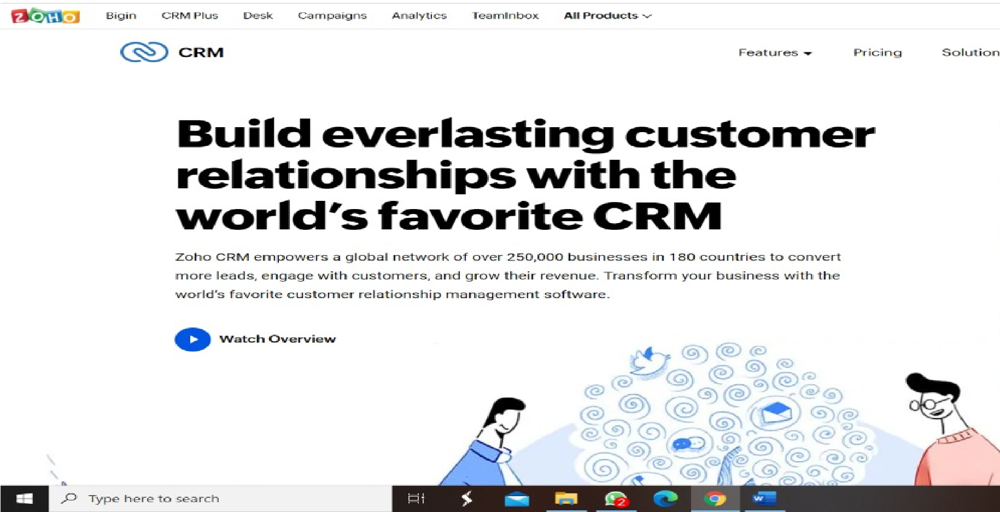 ZOHO Bigin CRM Plus Desk Campaigns Analytics TeamInbox All Products
CRM Features Pricing Solution
Build everlasting customer
relationships with the
world's favorite CRM
Zoho CRM empowers a global network of over 250,000 businesses in 180 countries to convert
more leads, engage with customers, and grow their revenue. Transform your business with the
world's favorite customer relationship management software.
Watch Overview
Type here to search 2 W